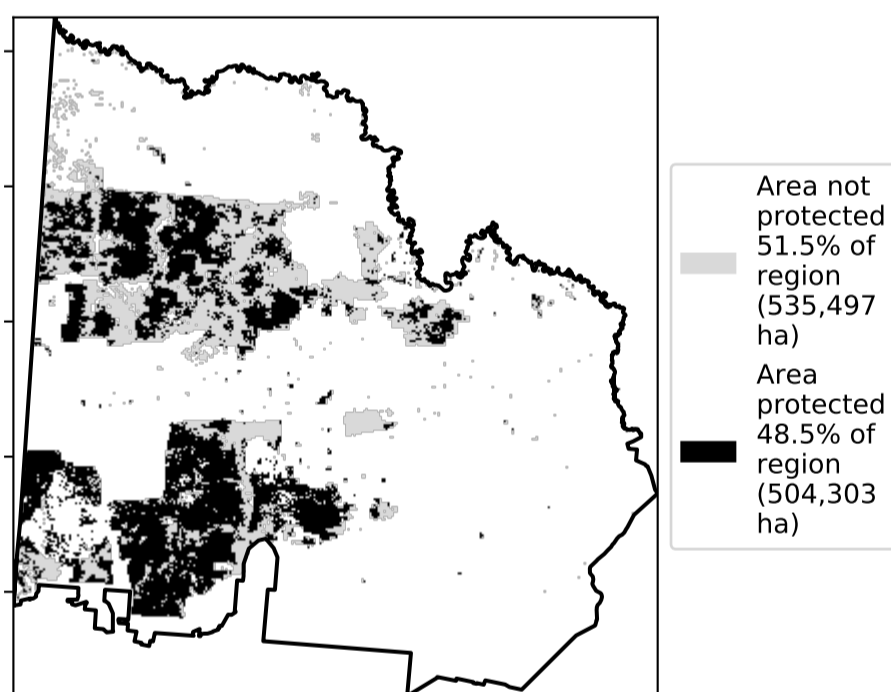 Area not
protected
51.5% of
region
(535,497
ha)
Area
protected
48.5% of
region
(504,303
ha)